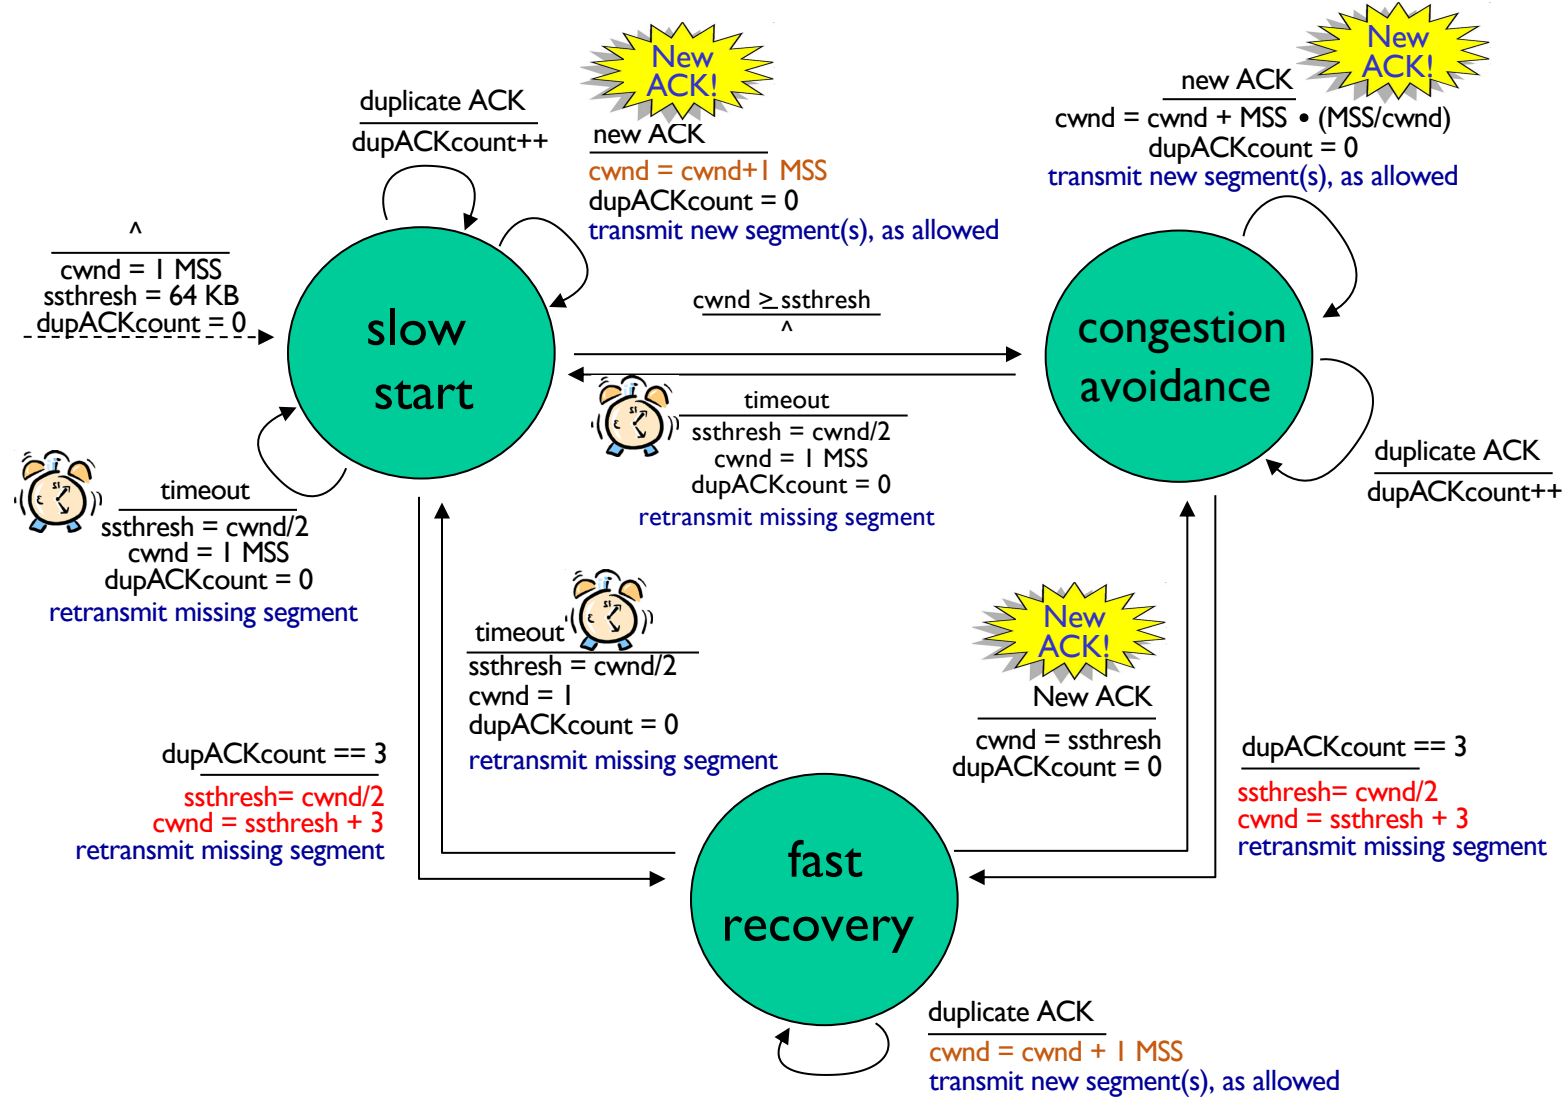 New
ACK!
duplicate ACK
dupACKcount++
new ACK
cwnd = cwnd+1 MSS
dupACKcount = 0
transmit new segment(s), as allowed
New
ACK!
new ACK
cwnd = cwnd + MSS • (MSS/cwnd)
dupACKcount = 0
transmit new segment(s), as allowed
^
cwnd = 1 MSS
ssthresh = 64 KB
dupACKcount = 0
slow
start
cwnd ≥ ssthresh
^
congestion
avoidance
timeout
ssthresh = cwnd/2
cwnd = 1 MSS
dupACKcount = 0
retransmit missing segment
duplicate ACK
dupACKcount++
timeout
ssthresh = cwnd/2
cwnd = 1 MSS
dupACKcount = 0
retransmit missing segment
timeout
ssthresh = cwnd/2
cwnd = 1
dupACKcount = 0
retransmit missing segment
New
ACK!
New ACK
cwnd = ssthresh
dupACKcount = 0
dupACKcount == 3
ssthresh= cwnd/2
cwnd = ssthresh + 3
retransmit missing segment
dupACKcount == 3
ssthresh= cwnd/2
cwnd = ssthresh + 3
retransmit missing segment
fast
recovery
duplicate ACK
cwnd = cwnd + 1 MSS
transmit new segment(s), as allowed